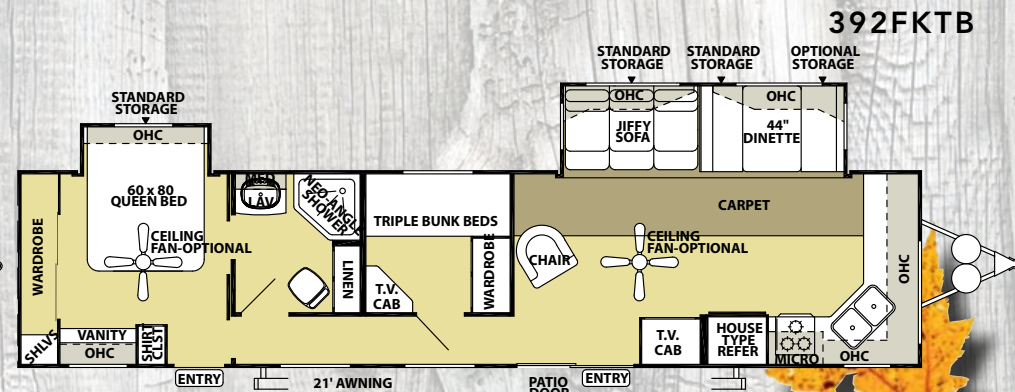 392FKTB
STANDARD
STORAGE
STANDARD
STORAGE
OPTIONAL
STORAGE
STANDARD
STORAGE
OHC
OHC
OHC
JIFFY
SOFA
44"
DINETTE
WARDROBE
60 x 80
QUEEN BED
CEILING
FAN-OPTIONAL
MED
LAV
NEO-ANGLE
SHOWER
LINEN
TRIPLE BUNK BEDS
T.V.
CAB
WARDROBE
CHAIR
CARPET
CEILING
FAN-OPTIONAL
OHC
SHLVS
VANITY
OHC
SHIRT
CLST
T.V.
CAB
HOUSE
TYPE
REFER
MICRO
OHC
ENTRY
21' AWNING
PATIO
DOOR
ENTRY